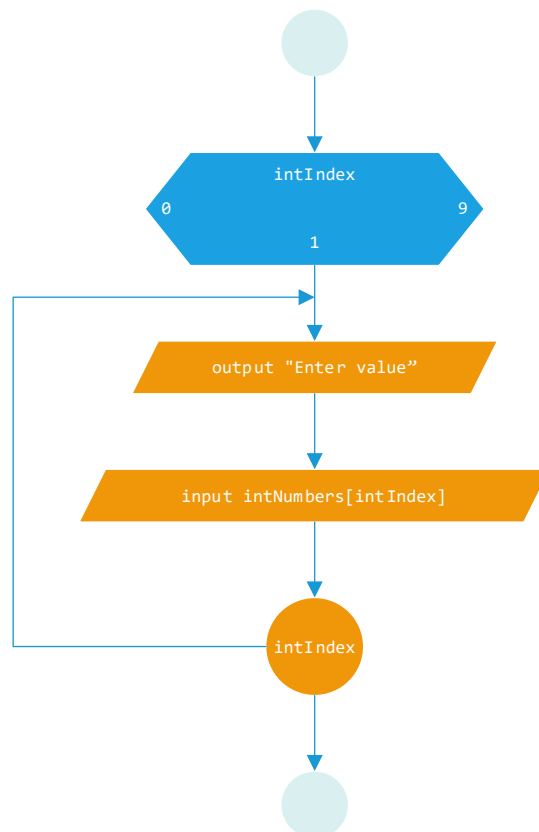 intIndex
0 9
1
output "Enter value”
input intNumbers[intIndex]
intIndex